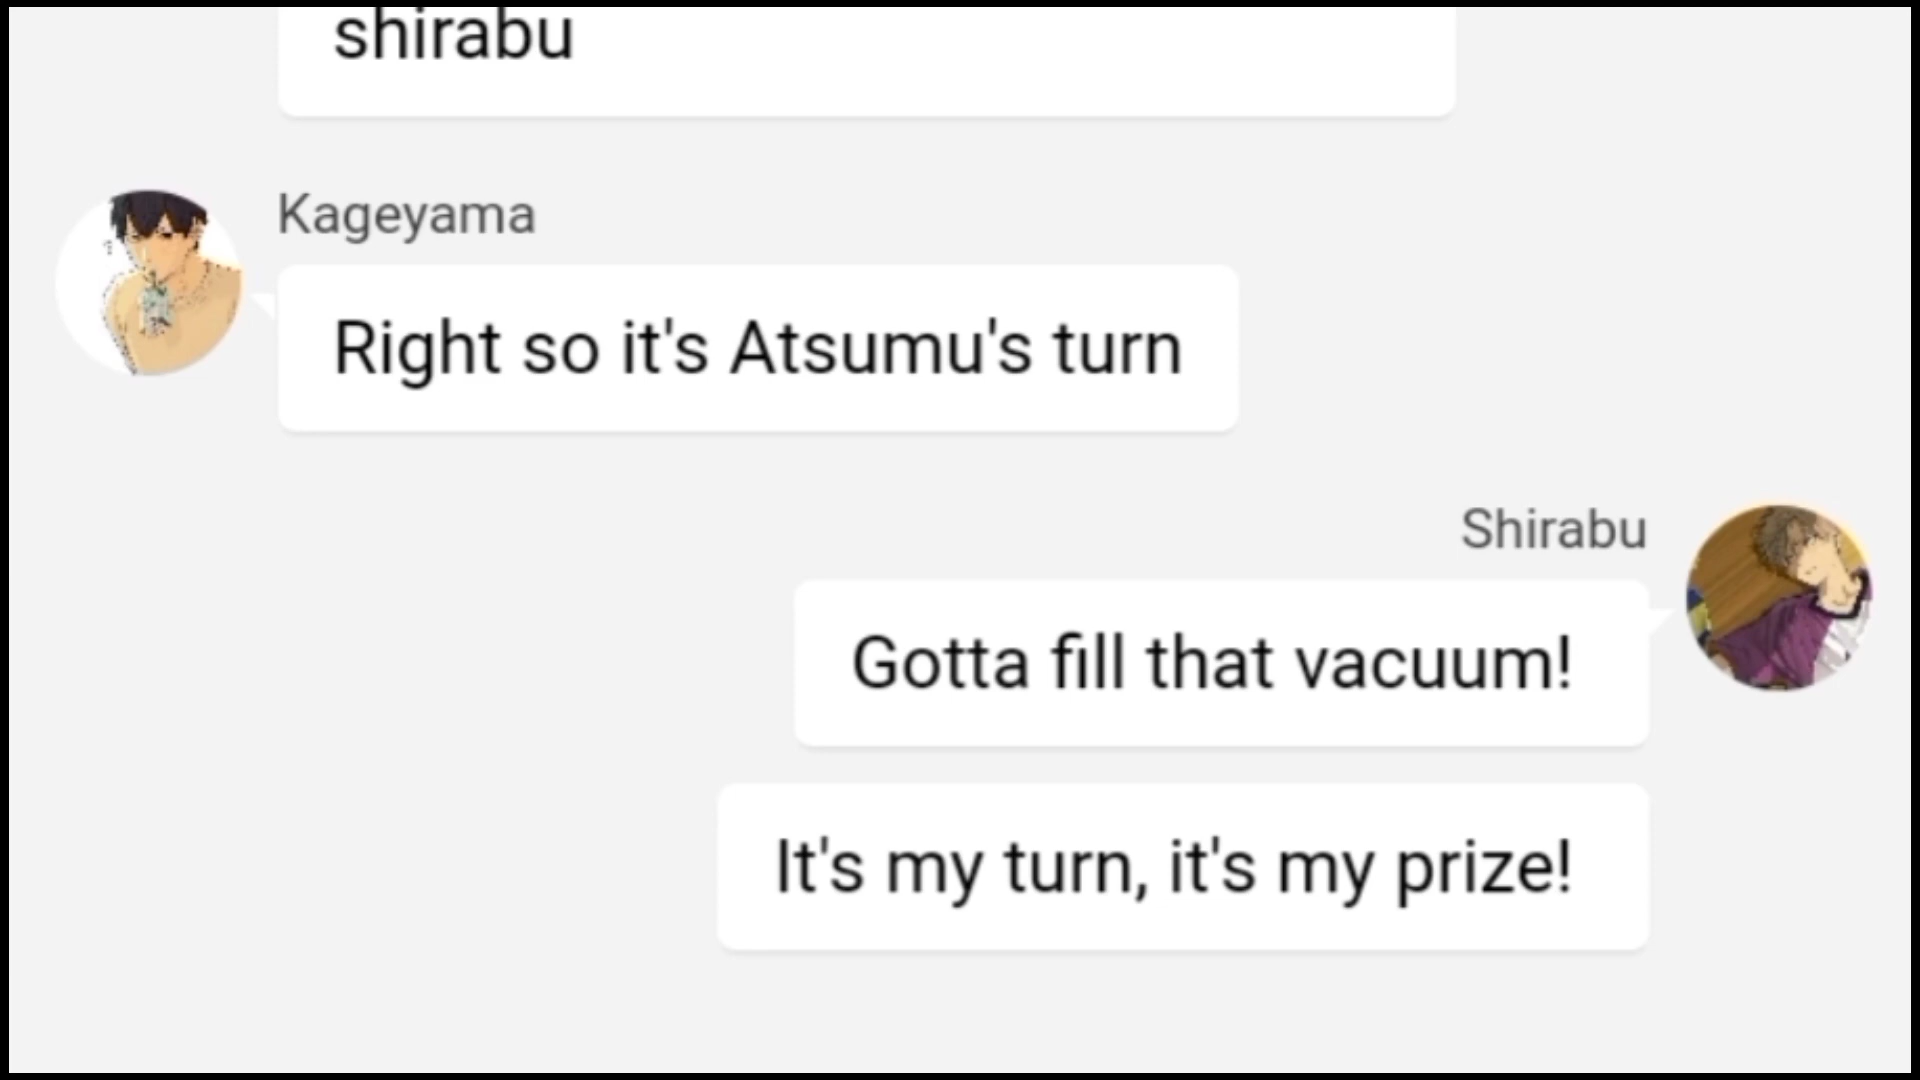 shirabu
Kageyama
Right so it's Atsumu's turn
Shirabu
Gotta fill that vacuum!
It's my turn, it's my prize!